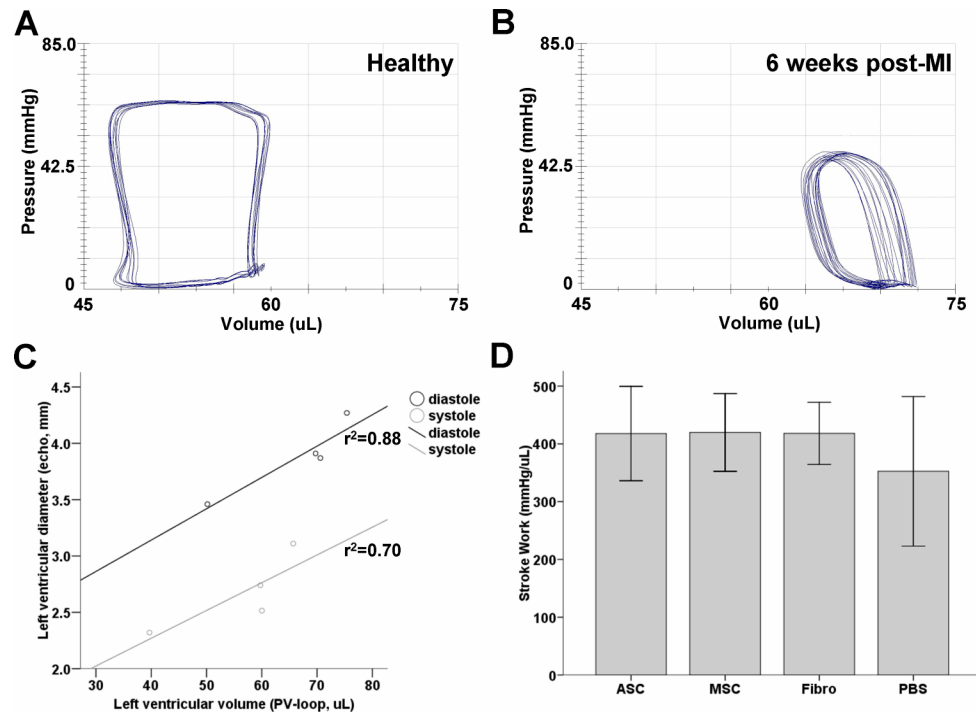 A
85.0
Healthy
Pressure (mmHg)
42.5
0
45
60
75
Volume (uL)
B
85.0
6 weeks post-MI
Pressure (mmHg)
42.5
0
45
60
75
Volume (uL)
C
Left ventricular diameter (echo, mm)
4.5
4.0
3.5
3.0
2.5
2.0
diastole
systole
diastole
systole
r²=0.88
r²=0.70
30
40
50
60
70
80
Left ventricular volume (PV-loop, uL)
D
Stroke Work (mmHg/uL)
500
400
300
200
100
0
ASC
MSC
Fibro
PBS